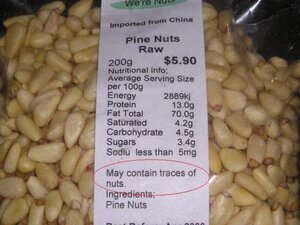 We're Nuts
Imported from China
Pine Nuts
Raw
200g $5.90
Nutritional Info;
Average Serving Size
per 100g
Energy 2889kj
Protein 13.0g
Fat Total 70.0g
Saturated 4.2g
Carbohydrate 4.5g
Sugars 3.4g
Sodiu less than 5mg
May contain traces of
nuts.
Ingredients;
Pine Nuts
Best Before